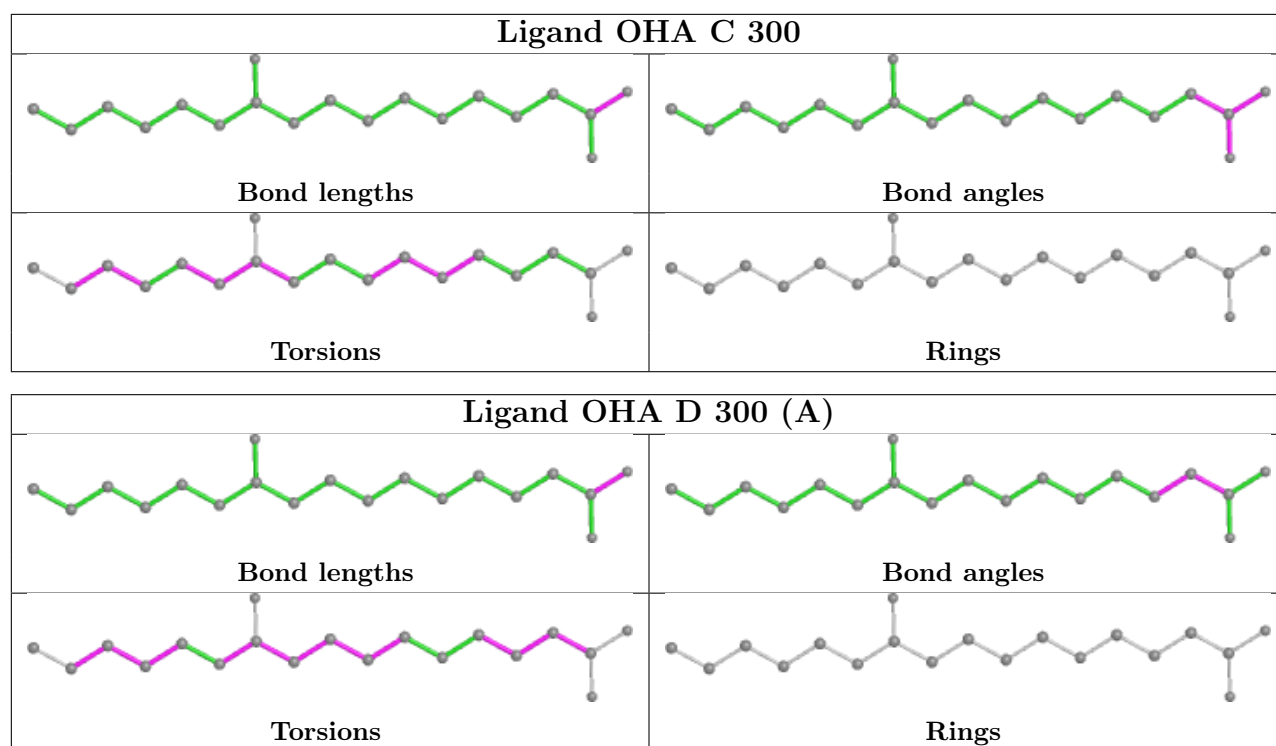 Ligand OHA C 300
Bond lengths
Bond angles
Torsions
Rings
Ligand OHA D 300 (A)
Bond lengths
Bond angles
Torsions
Rings